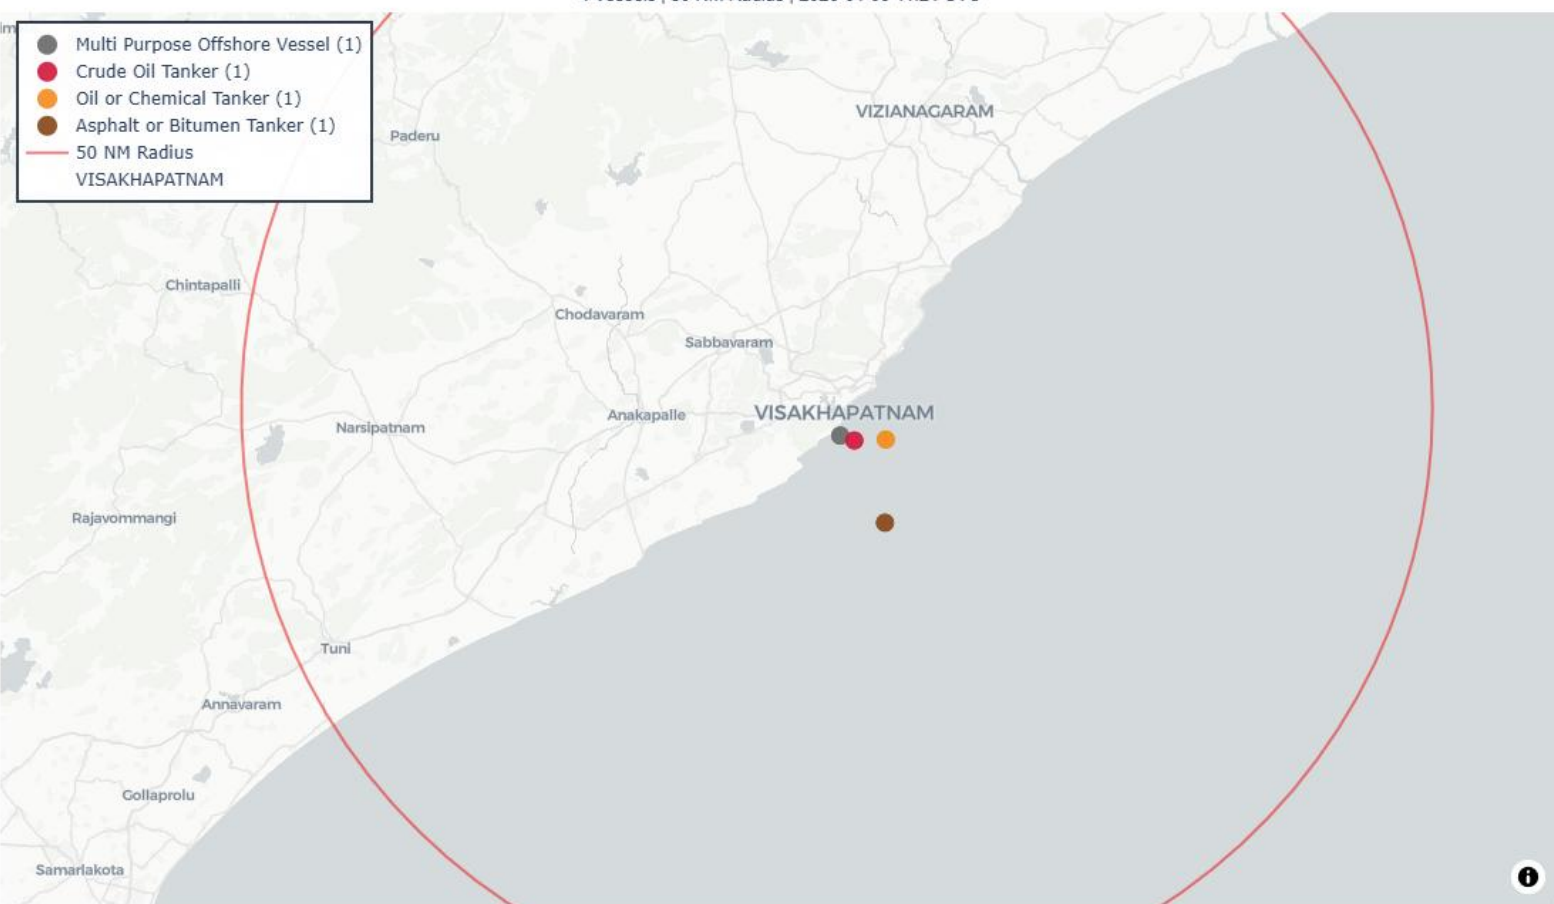 Multi Purpose Offshore Vessel (1)
Crude Oil Tanker (1)
Oil or Chemical Tanker (1)
Asphalt or Bitumen Tanker (1)
50 NM Radius
VISAKHAPATNAM
VIZIANAGARAM
Paderu
Chintapalli
Chodavaram
Sabbavaram
VISAKHAPATNAM
Anakapalle
Narsipatnam
Rajavommangi
Tuni
Annavaram
Gollaprolu
Samarlakota